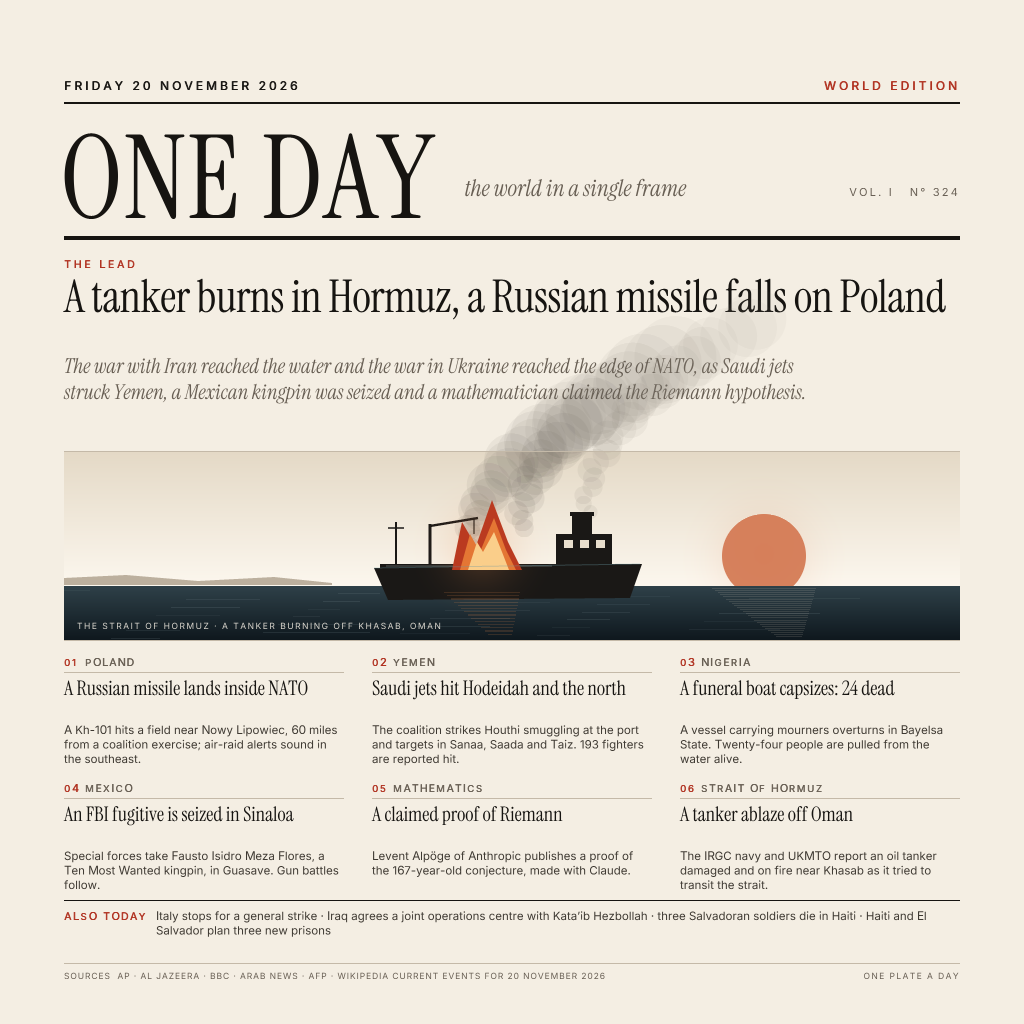 FRIDAY 20 NOVEMBER 2026
WORLD EDITION
ONE DAY
the world in a single frame
VOL. I N° 324
THE LEAD
A tanker burns in Hormuz, a Russian missile falls on Poland
The war with Iran reached the water and the war in Ukraine reached the edge of NATO, as Saudi jets
struck Yemen, a Mexican kingpin was seized and a mathematician claimed the Riemann hypothesis.
THE STRAIT OF HORMUZ · A TANKER BURNING OFF KHASAB, OMAN
01 POLAND
A Russian missile lands inside NATO
A Kh-101 hits a field near Nowy Lipowiec, 60 miles
from a coalition exercise; air-raid alerts sound in
the southeast.
02 YEMEN
Saudi jets hit Hodeidah and the north
The coalition strikes Houthi smuggling at the port
and targets in Sanaa, Saada and Taiz. 193 fighters
are reported hit.
03 NIGERIA
A funeral boat capsizes: 24 dead
A vessel carrying mourners overturns in Bayelsa
State. Twenty-four people are pulled from the
water alive.
04 MEXICO
An FBI fugitive is seized in Sinaloa
Special forces take Fausto Isidro Meza Flores, a
Ten Most Wanted kingpin, in Guasave. Gun battles
follow.
05 MATHEMATICS
A claimed proof of Riemann
Levent Alpöge of Anthropic publishes a proof of
the 167-year-old conjecture, made with Claude.
06 STRAIT OF HORMUZ
A tanker ablaze off Oman
The IRGC navy and UKMTO report an oil tanker
damaged and on fire near Khasab as it tried to
transit the strait.
ALSO TODAY
Italy stops for a general strike · Iraq agrees a joint operations centre with Kata’ib Hezbollah · three Salvadoran soldiers die in Haiti · Haiti and El
Salvador plan three new prisons
SOURCES AP · AL JAZEERA · BBC · ARAB NEWS · AFP · WIKIPEDIA CURRENT EVENTS FOR 20 NOVEMBER 2026
ONE PLATE A DAY